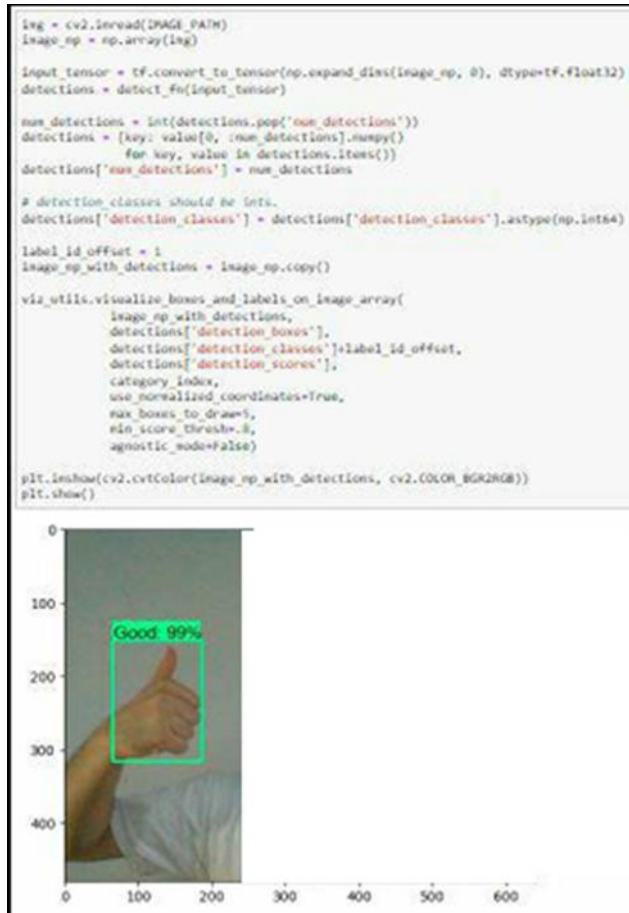 img = cv2.imread(IMAGE_PATH)
image_np = np.array(img)
input_tensor = tf.convert_to_tensor(np.expand_dims(image_np, 0), dtype=tf.float32)
detections = detect_fn(input_tensor)
num_detections = int(detections.pop('num_detections'))
detections = {key: value[0, :num_detections].numpy()
for key, value in detections.items()}
detections['num_detections'] = num_detections
# detection_classes should be ints.
detections['detection_classes'] = detections['detection_classes'].astype(np.int64)
label_id_offset = 1
image_np_with_detections = image_np.copy()
viz_utils.visualize_boxes_and_labels_on_image_array(
image_np_with_detections,
detections['detection_boxes'],
detections['detection_classes']+label_id_offset,
detections['detection_scores'],
category_index,
use_normalized_coordinates=True,
max_boxes_to_draw=5,
min_score_thresh=.8,
agnostic_mode=False)
plt.imshow(cv2.cvtColor(image_np_with_detections, cv2.COLOR_BGR2RGB))
plt.show()
0
100
Good: 99%
200
300
400
0 100 200 300 400 500 600